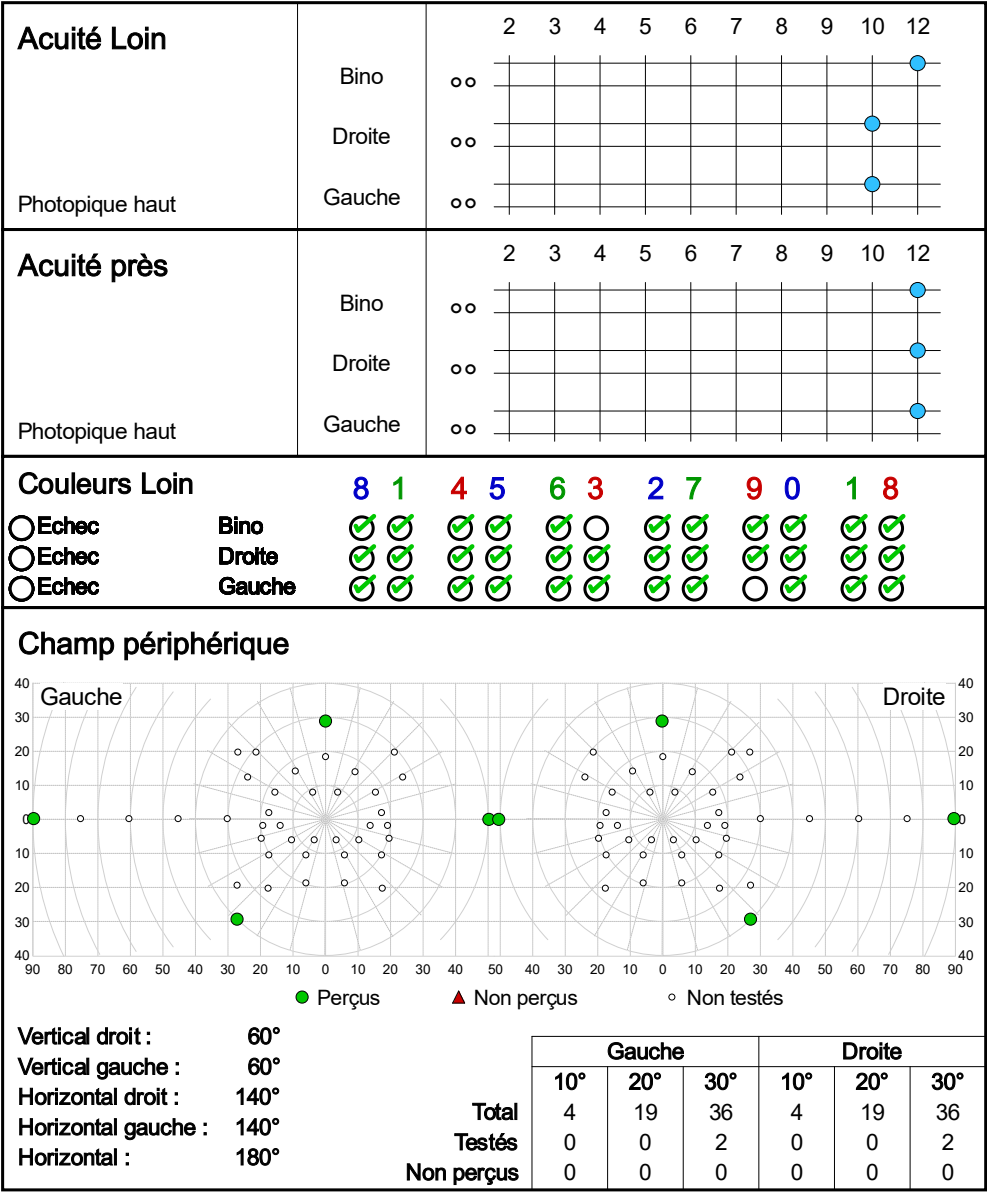 Acuité Loin
2 3 4 5 6 7 8 9 10 12
Bino
Droite
Gauche
Photopique haut
Acuité près
2 3 4 5 6 7 8 9 10 12
Bino
Droite
Gauche
Photopique haut
Couleurs Loin 8 1 4 5 6 3 2 7 9 0 1 8
Echec Bino
Echec Droite
Echec Gauche
Champ périphérique
Gauche Droite
40 40
30 30
20 20
10 10
0 0
10 10
20 20
30 30
40 40
90 80 70 60 50 40 30 20 10 0 10 20 30 40 50 40 30 20 10 0 10 20 30 40 50 60 70 80 90
Perçus Non perçus Non testés
Vertical droit : 60°
Vertical gauche : 60°
Horizontal droit : 140°
Horizontal gauche : 140°
Horizontal : 180°
Gauche Droite
10° 20° 30° 10° 20° 30°
Total 4 19 36 4 19 36
Testés 0 0 2 0 0 2
Non perçus 0 0 0 0 0 0